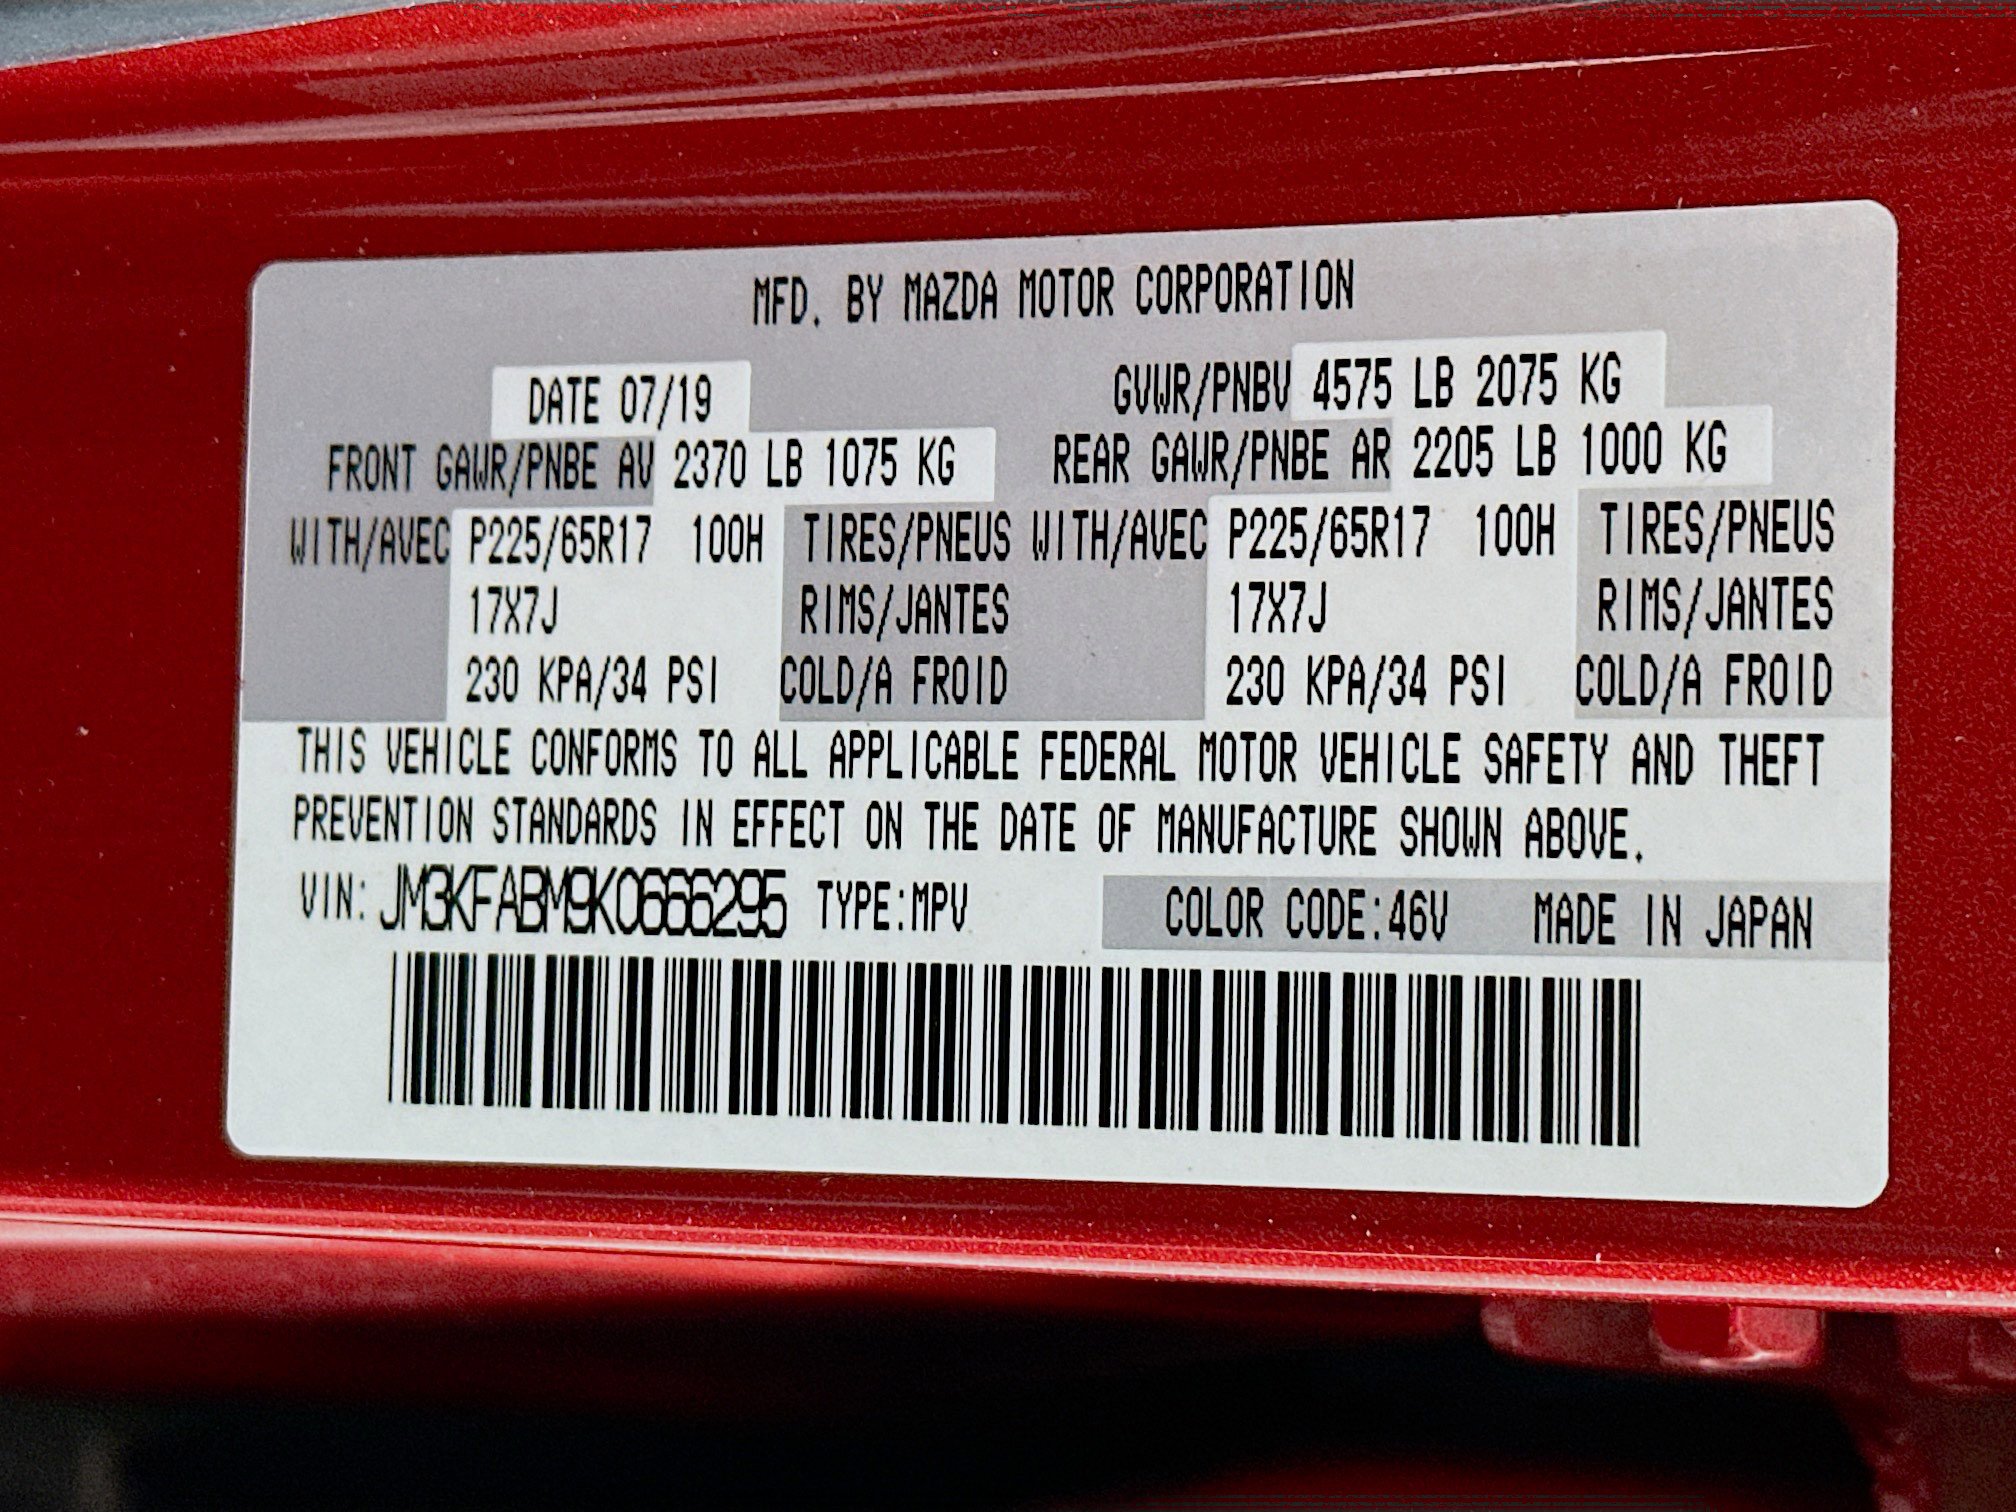 MFD. BY MAZDA MOTOR CORPORATION
DATE 07/19 GVWR/PNBV 4575 LB 2075 KG
FRONT GAWR/PNBE AV 2370 LB 1075 KG REAR GAWR/PNBE AR 2205 LB 1000 KG
WITH/AVEC P225/65R17 100H TIRES/PNEUS WITH/AVEC P225/65R17 100H TIRES/PNEUS
17X7J RIMS/JANTES 17X7J RIMS/JANTES
230 KPA/34 PSI COLD/A FROID 230 KPA/34 PSI COLD/A FROID
THIS VEHICLE CONFORMS TO ALL APPLICABLE FEDERAL MOTOR VEHICLE SAFETY AND THEFT
PREVENTION STANDARDS IN EFFECT ON THE DATE OF MANUFACTURE SHOWN ABOVE.
VIN: JM3KFABM9K0666295 TYPE:MPV COLOR CODE:46V MADE IN JAPAN